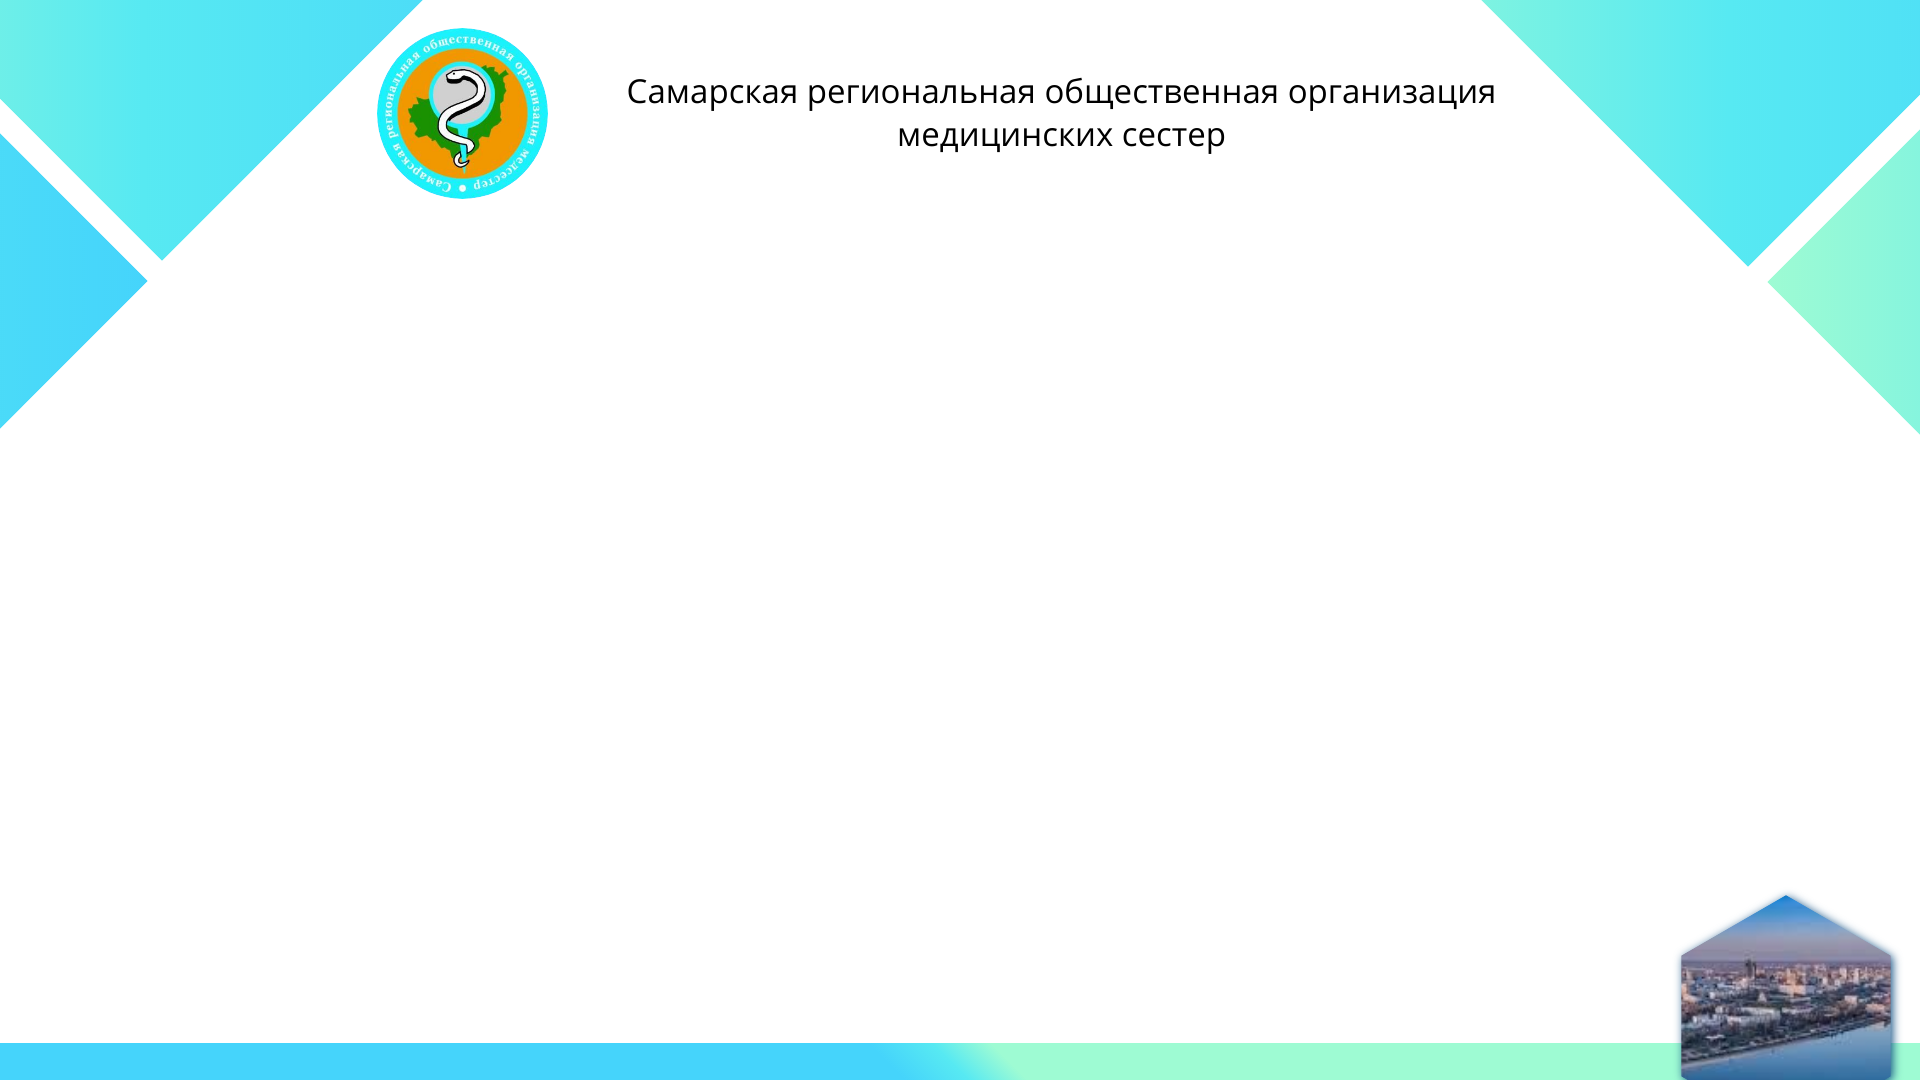 Самарская региональная общественная организация медсестер
Самарская региональная общественная организация
медицинских сестер